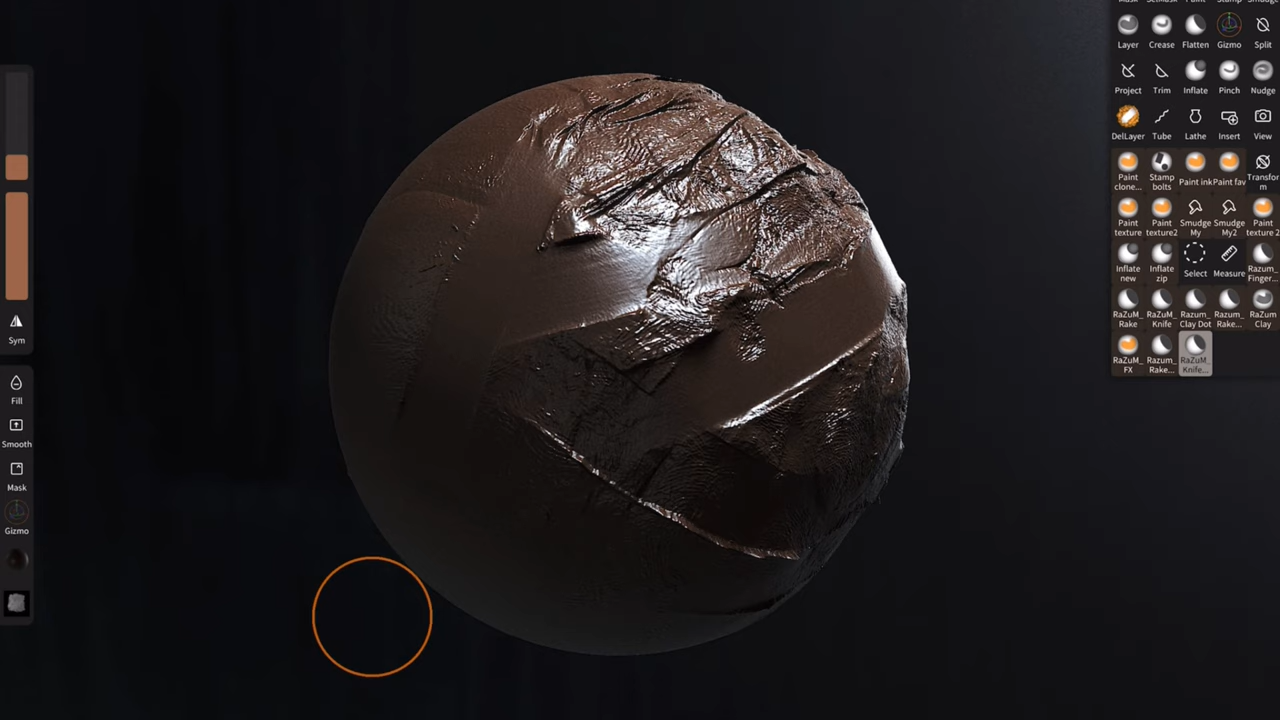 Layer Crease Flatten Gizmo Split
Project Trim Inflate Pinch Nudge
DelLayer Tube Lathe Insert View
Paint clone... Stamp bolts Paint ink Paint fav Transform
Paint texture Paint texture2 Smudge My Smudge My2 Paint texture 2
Inflate new Inflate zip Select Measure Razum_ Finger...
RaZuM_ Rake RaZuM_ Knife Razum_ Clay Dot Razum_ Rake... RaZum Clay
RaZuM_ FX Razum_ Rake... RaZuM_ Knife...
Sym
Fill
Smooth
Mask
Gizmo